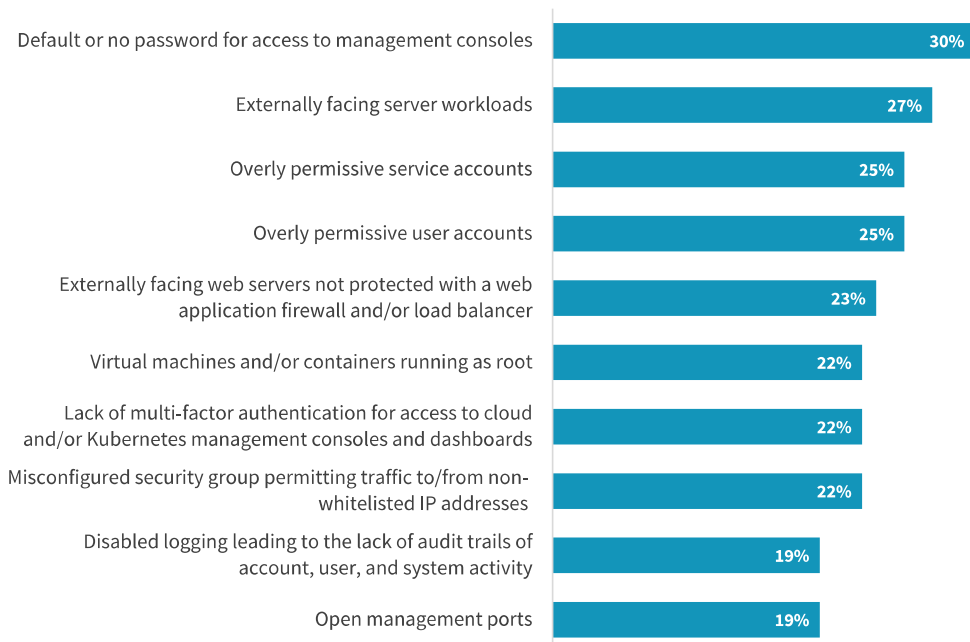 Default or no password for access to management consoles
30%
Externally facing server workloads
27%
Overly permissive service accounts
25%
Overly permissive user accounts
25%
Externally facing web servers not protected with a web
application firewall and/or load balancer
23%
Virtual machines and/or containers running as root
22%
Lack of multi-factor authentication for access to cloud
and/or Kubernetes management consoles and dashboards
22%
Misconfigured security group permitting traffic to/from non-
whitelisted IP addresses
22%
Disabled logging leading to the lack of audit trails of
account, user, and system activity
19%
Open management ports
19%